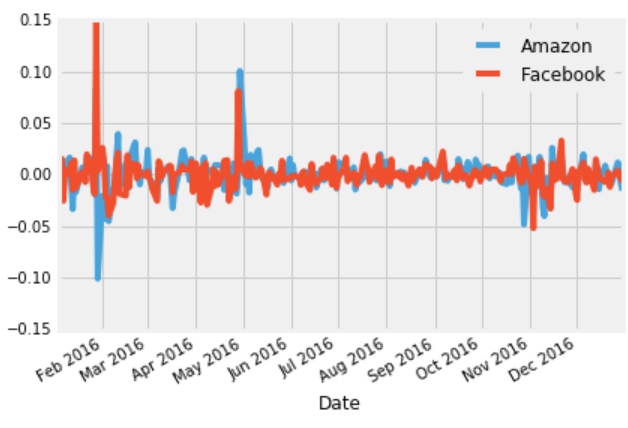 0.15
0.10
0.05
0.00
−0.05
−0.10
−0.15
Amazon
Facebook
Feb 2016
Mar 2016
Apr 2016
May 2016
Jun 2016
Jul 2016
Aug 2016
Sep 2016
Oct 2016
Nov 2016
Dec 2016
Date